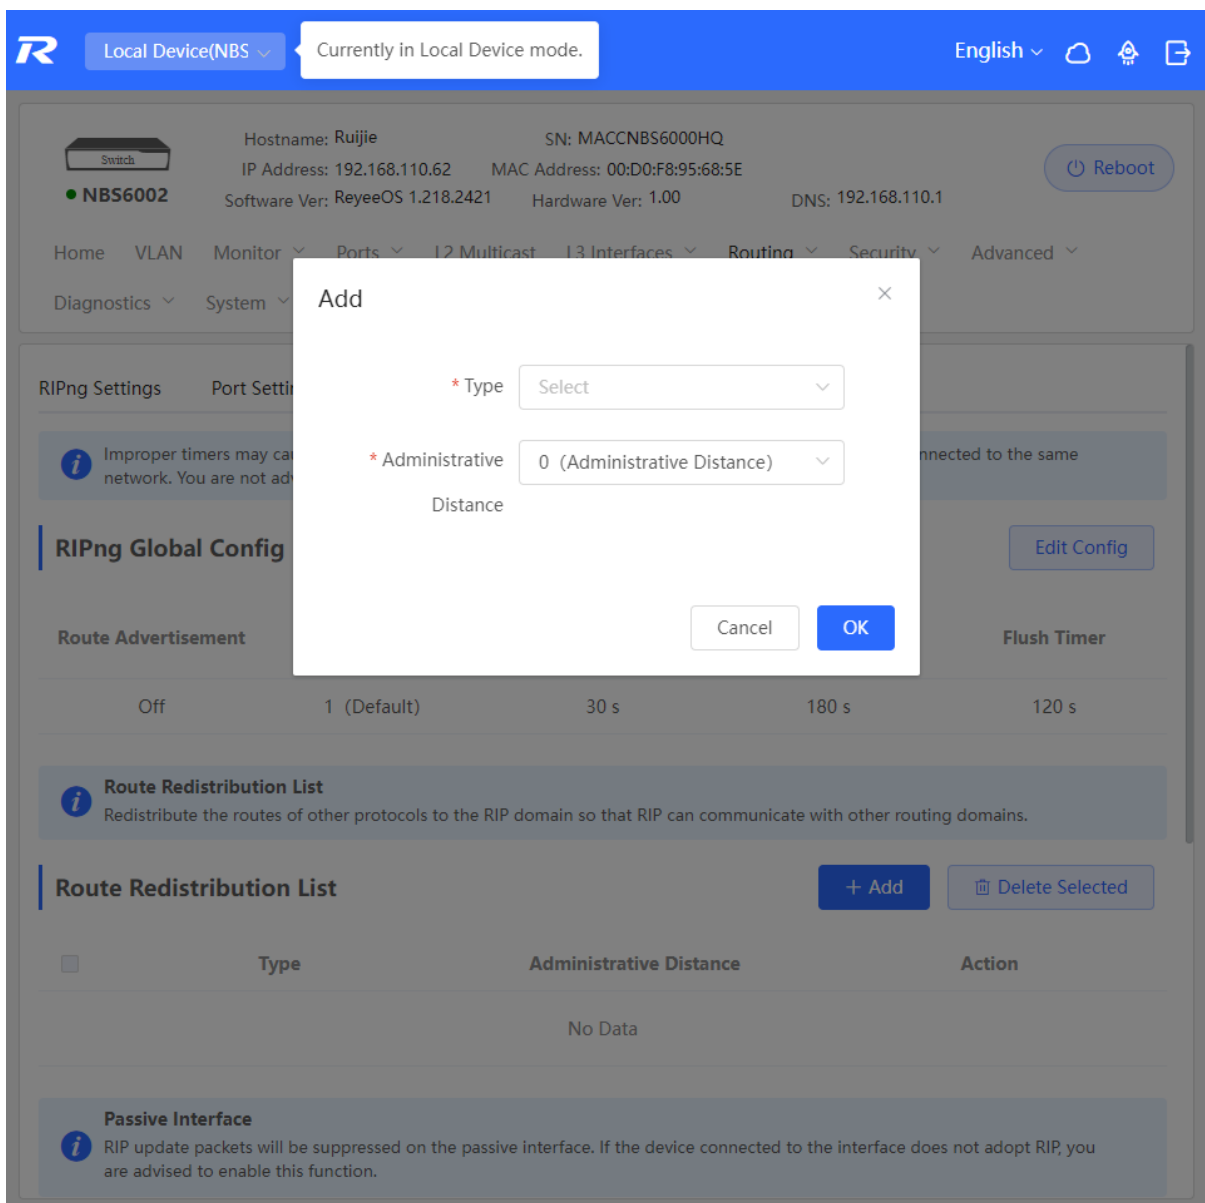 Local Device(NBS
Currently in Local Device mode.
English
Switch
NBS6002
Hostname: Ruijie
SN: MACCNBS6000HQ
IP Address: 192.168.110.62
MAC Address: 00:D0:F8:95:68:5E
Software Ver: ReyeeOS 1.218.2421
Hardware Ver: 1.00
DNS: 192.168.110.1
Reboot
Home VLAN Monitor Ports L2 Multicast L3 Interfaces Routing Security Advanced
Diagnostics System
Add
* Type Select
* Administrative Distance 0 (Administrative Distance)
Cancel OK
RIPng Settings Port Settin
Improper timers may cau nnected to the same
network. You are not ad
RIPng Global Config
Edit Config
Route Advertisement Flush Timer
Off 1 (Default) 30 s 180 s 120 s
Route Redistribution List
Redistribute the routes of other protocols to the RIP domain so that RIP can communicate with other routing domains.
Route Redistribution List
+ Add Delete Selected
Type Administrative Distance Action
No Data
Passive Interface
RIP update packets will be suppressed on the passive interface. If the device connected to the interface does not adopt RIP, you
are advised to enable this function.